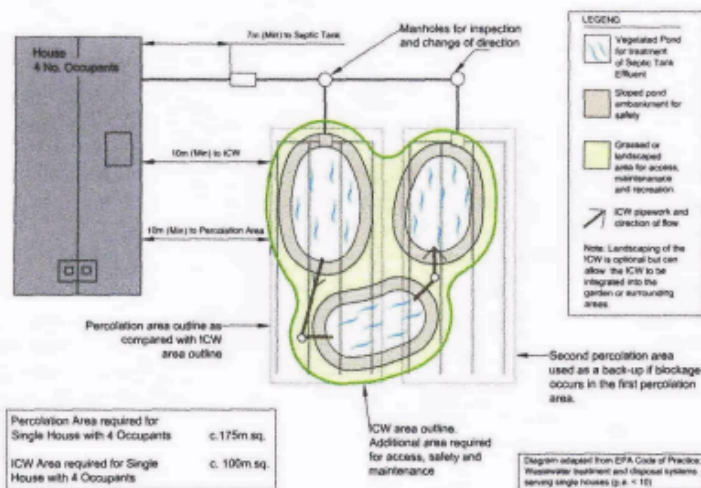 House
4 No. Occupants
7m (Min) to Septic Tank
Manholes for inspection
and change of direction
10m (Min) to ICW
10m (Min) to Percolation Area
Percolation area outline as
compared with ICW
area outline
Second percolation area
used as a back-up if blockage
occurs in the first percolation
area.
ICW area outline.
Additional area required
for access, safety and
maintenance
Percolation Area required for
Single House with 4 Occupants c.175m.sq.
ICW Area required for Single
House with 4 Occupants c. 100m.sq.
LEGEND
Vegetated Pond
for treatment
of Septic Tank
Effluent
Sloped pond
embankment for
safety
Grassed or
landscaped
area for access,
maintenanace
and recreation.
ICW pipework and
direction of flow
Note: Landscaping of the
ICW is optional but can
allow the ICW to be
integrated into the
garden or surrounding
areas.
Diagram adapted from EPA Code of Practice:
Wastewater treatment and disposal systems
serving single houses (p.e. < 10)